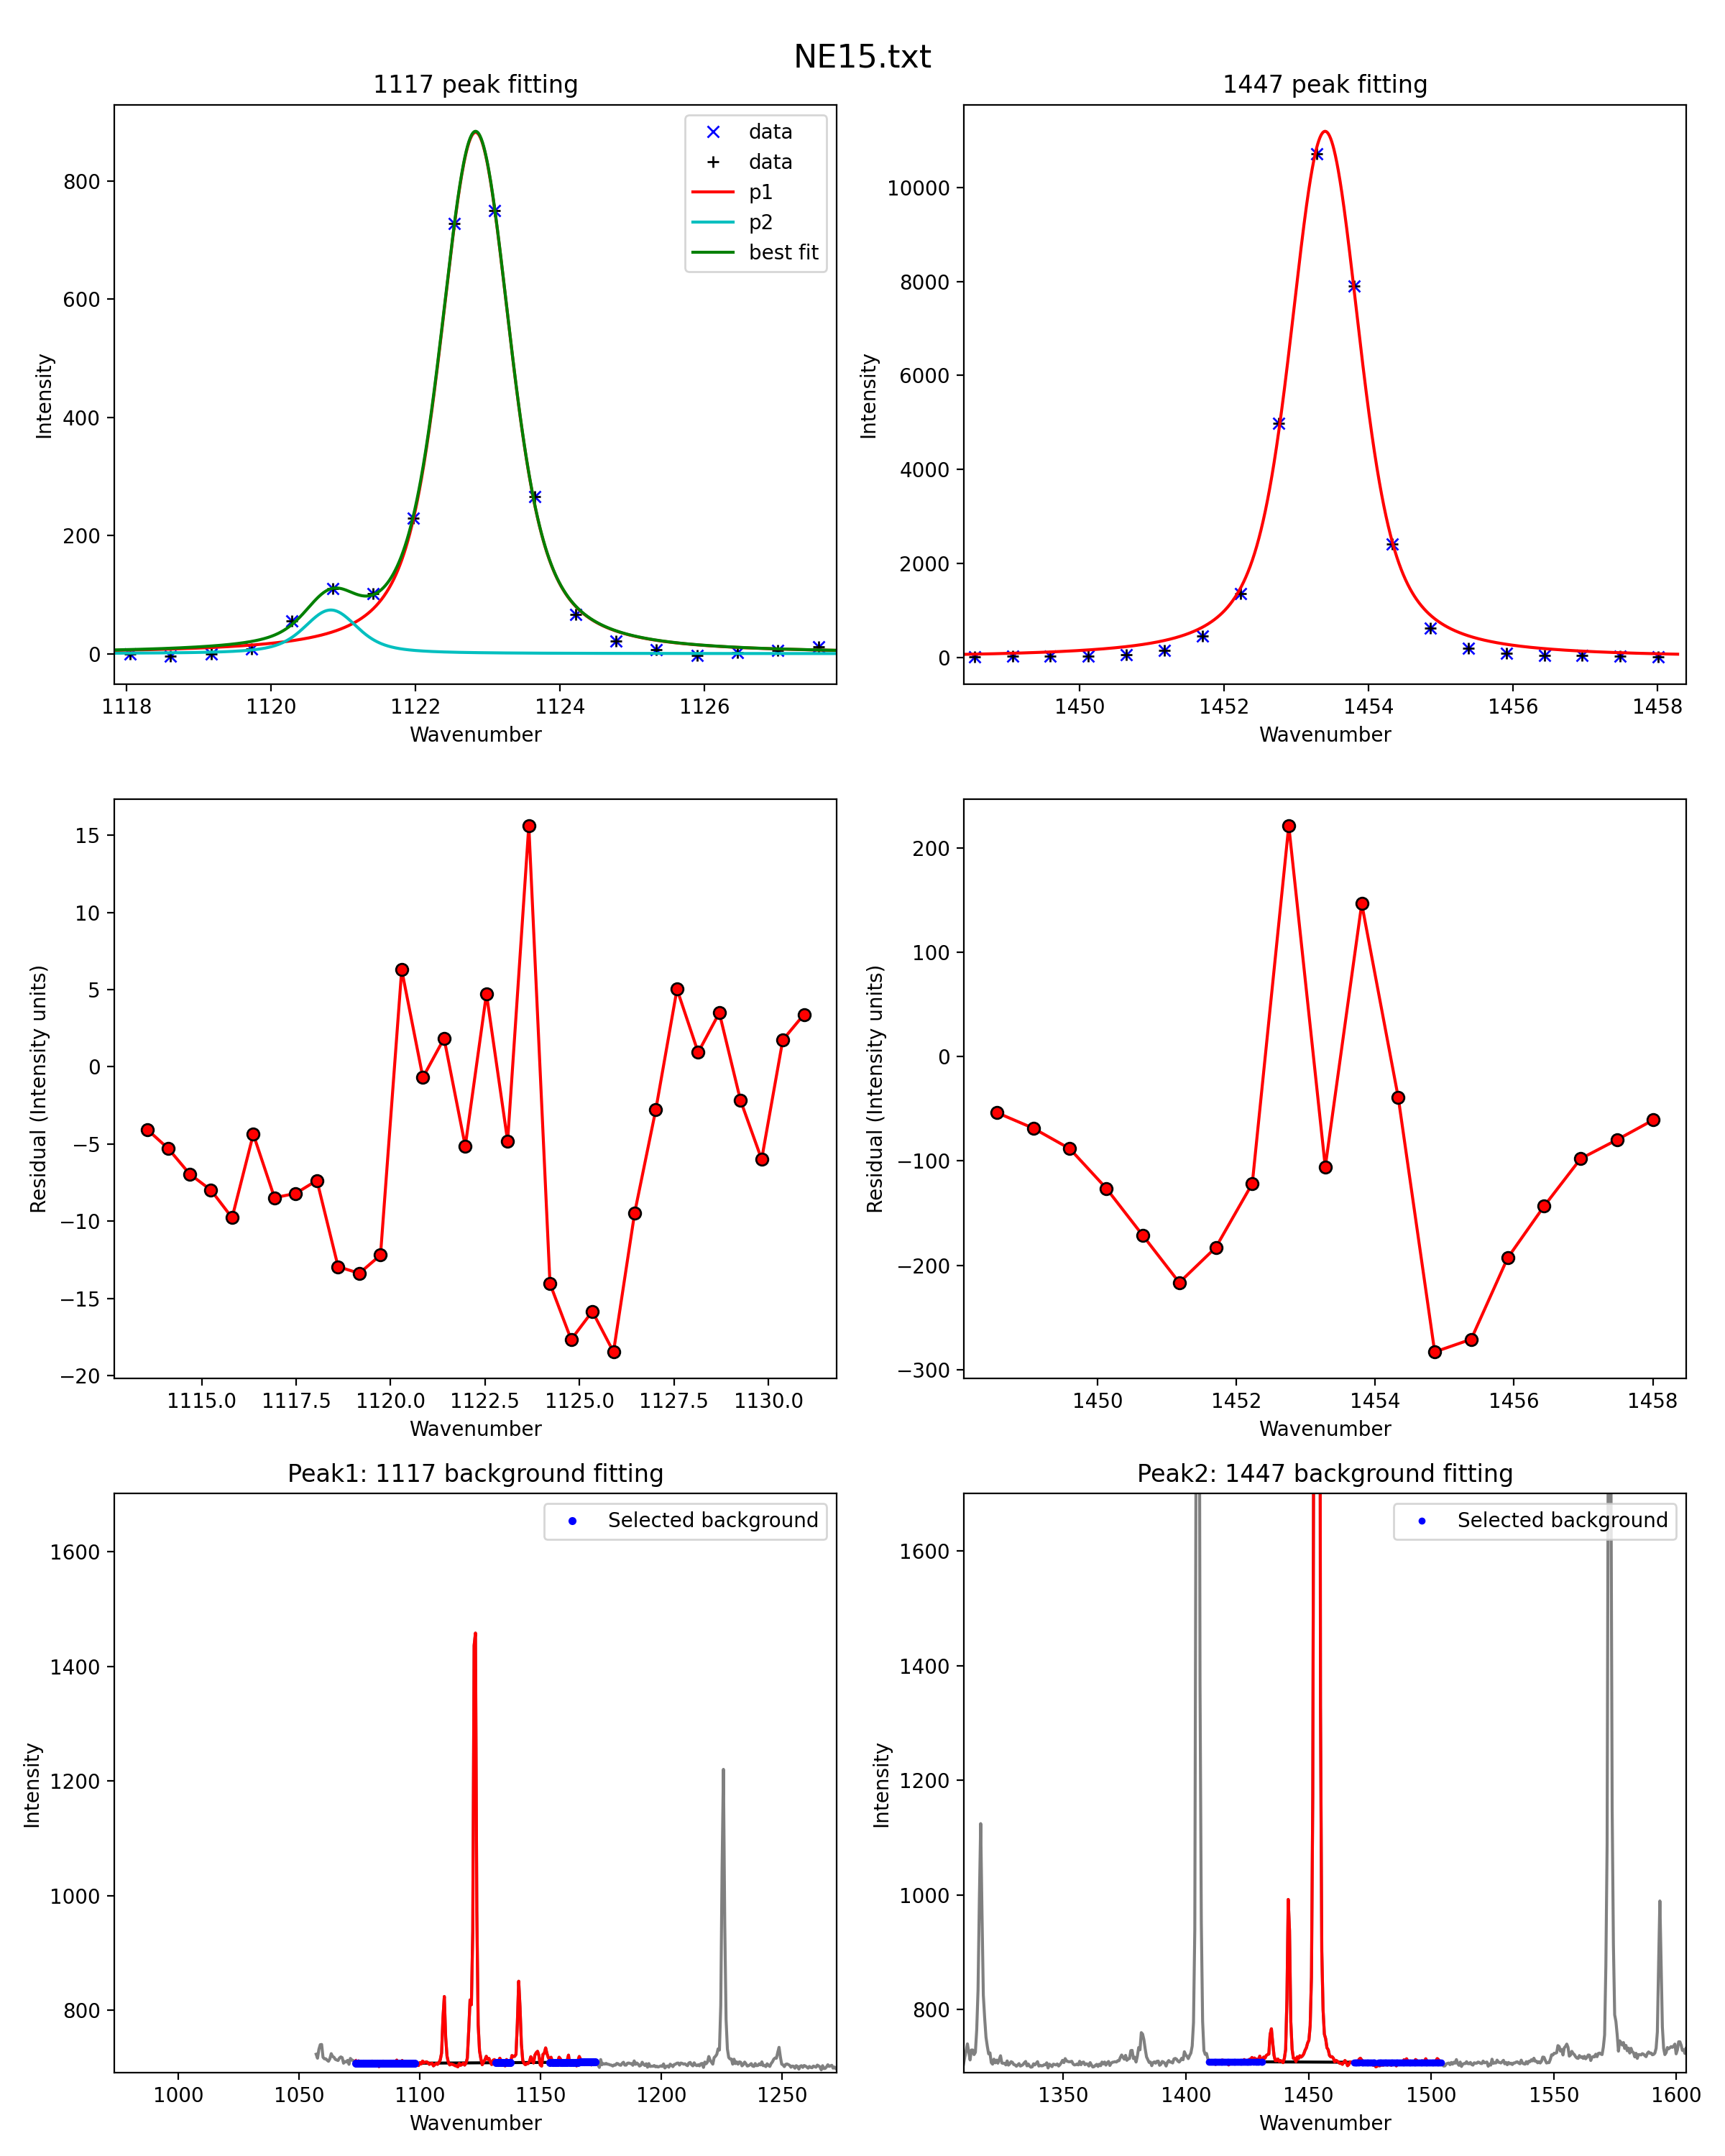 NE15.txt
1117 peak fitting
1447 peak fitting
data
data
p1
p2
best fit
Intensity
800
600
400
200
0
1118 1120 1122 1124 1126
Wavenumber
Intensity
10000
8000
6000
4000
2000
0
1450 1452 1454 1456 1458
Wavenumber
Residual (Intensity units)
15
10
5
0
−5
−10
−15
−20
1115.0 1117.5 1120.0 1122.5 1125.0 1127.5 1130.0
Wavenumber
Residual (Intensity units)
200
100
0
−100
−200
−300
1450 1452 1454 1456 1458
Wavenumber
Peak1: 1117 background fitting
Selected background
Intensity
1600
1400
1200
1000
800
1000 1050 1100 1150 1200 1250
Wavenumber
Peak2: 1447 background fitting
Selected background
Intensity
1600
1400
1200
1000
800
1350 1400 1450 1500 1550 1600
Wavenumber